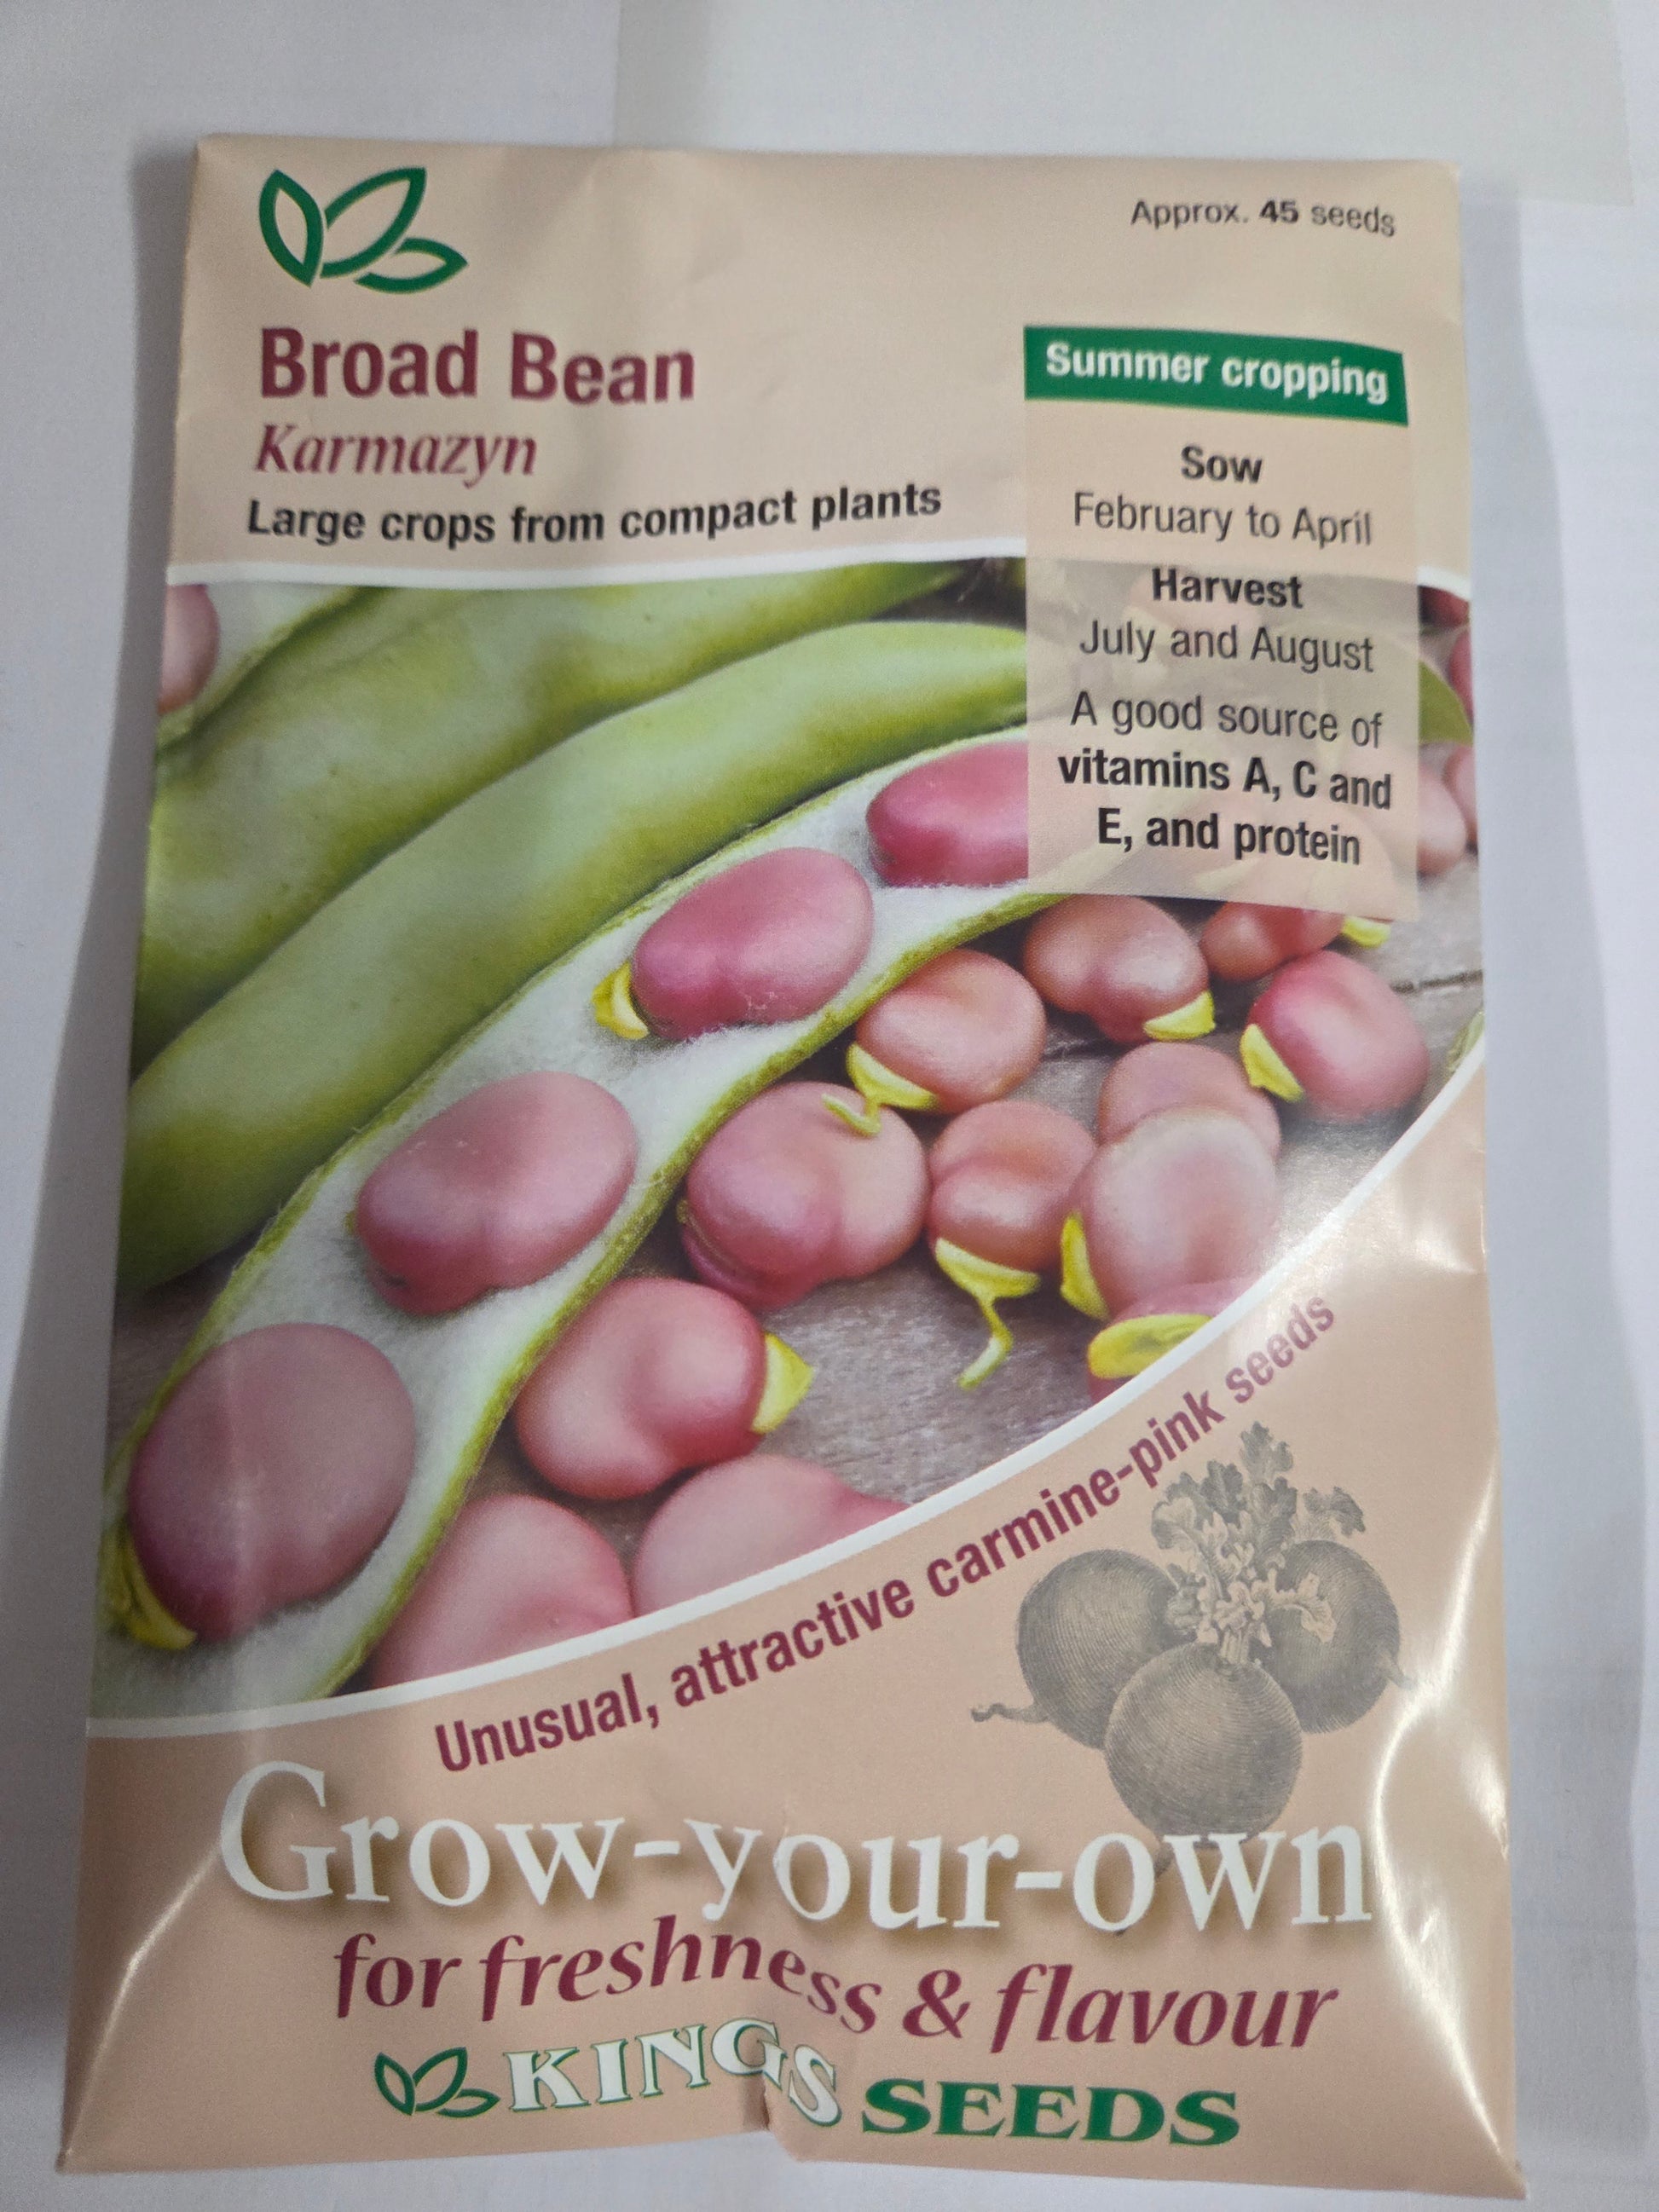 Approx. 45 seeds
Broad Bean
Karmazyn
Large crops from compact plants
Summer cropping
Sow
February to April
Harvest
July and August
A good source of
vitamins A, C and
E, and protein
Unusual, attractive carmine-pink seeds
Grow-your-own
for freshness & flavour
KINGS SEEDS